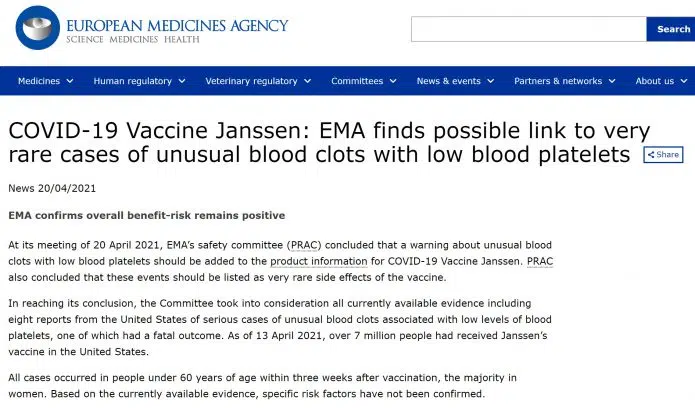 EUROPEAN MEDICINES AGENCY
SCIENCE MEDICINES HEALTH
Search
Medicines Human regulatory Veterinary regulatory Committees News & events Partners & networks About us
COVID-19 Vaccine Janssen: EMA finds possible link to very
rare cases of unusual blood clots with low blood platelets Share
News 20/04/2021
EMA confirms overall benefit-risk remains positive
At its meeting of 20 April 2021, EMA's safety committee (PRAC) concluded that a warning about unusual blood
clots with low blood platelets should be added to the product information for COVID-19 Vaccine Janssen. PRAC
also concluded that these events should be listed as very rare side effects of the vaccine.
In reaching its conclusion, the Committee took into consideration all currently available evidence including
eight reports from the United States of serious cases of unusual blood clots associated with low levels of blood
platelets, one of which had a fatal outcome. As of 13 April 2021, over 7 million people had received Janssen's
vaccine in the United States.
All cases occurred in people under 60 years of age within three weeks after vaccination, the majority in
women. Based on the currently available evidence, specific risk factors have not been confirmed.